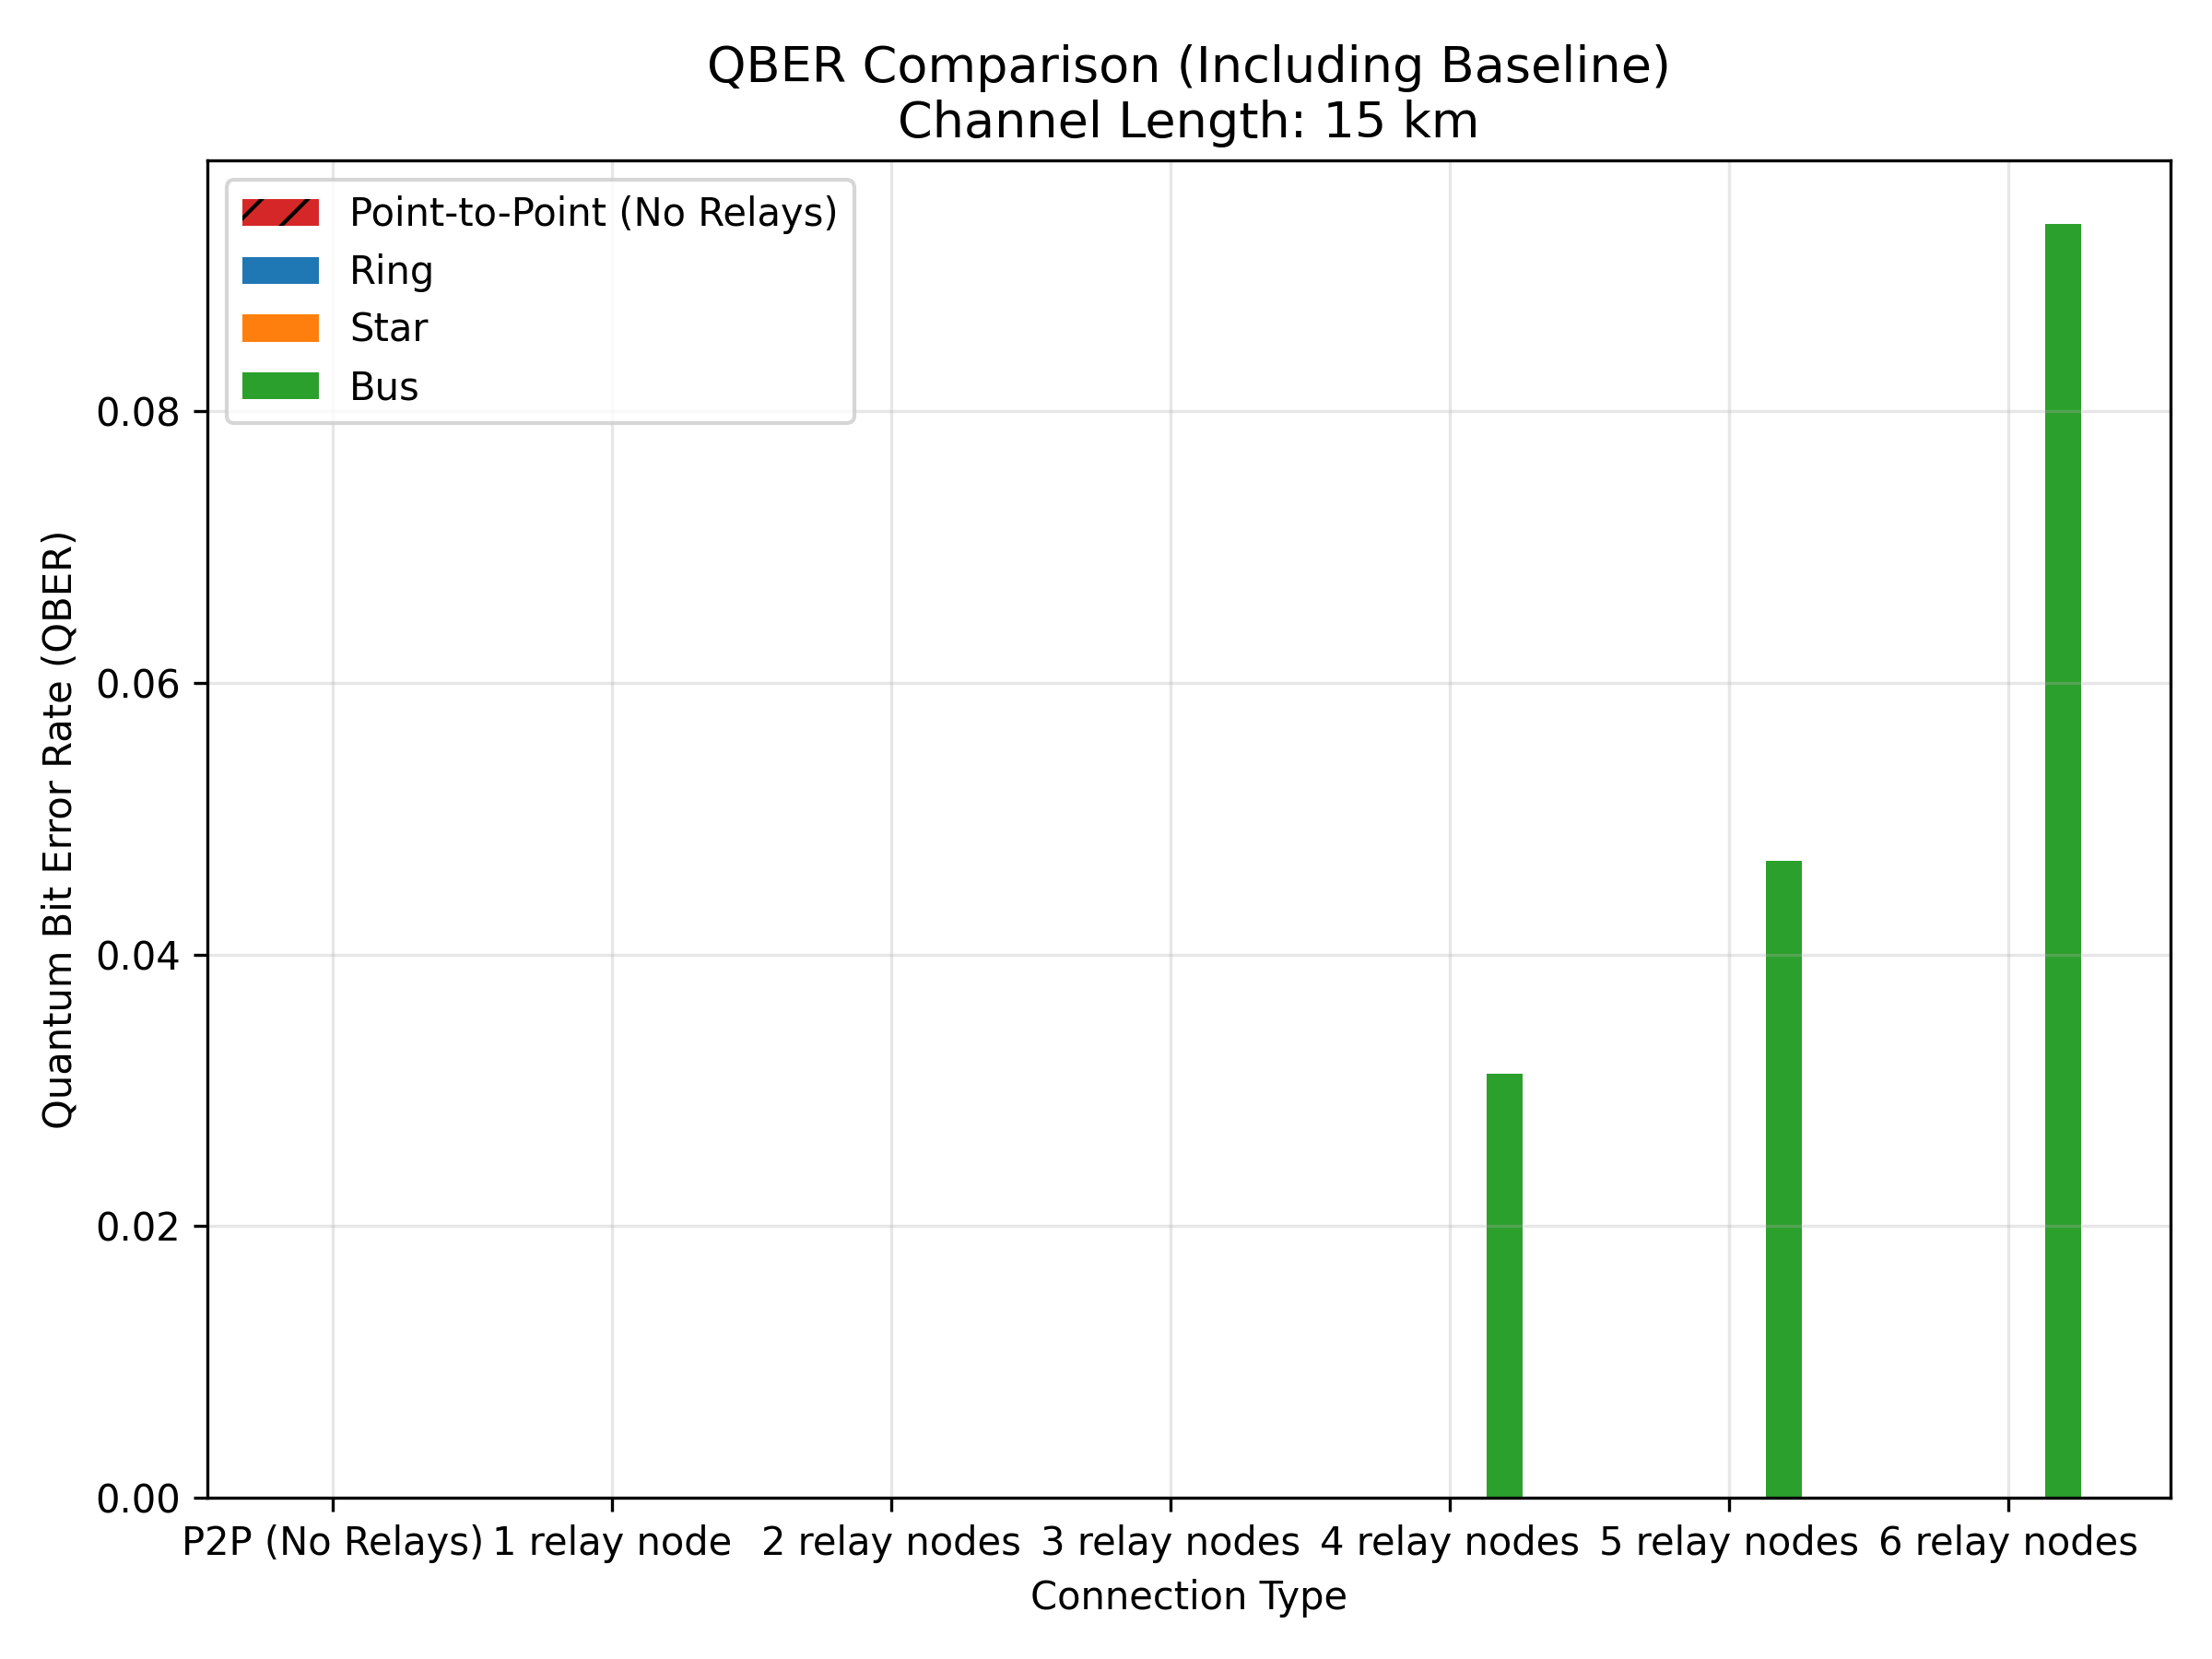 QBER Comparison (Including Baseline)
Channel Length: 15 km
Point-to-Point (No Relays)
Ring
Star
Bus
Quantum Bit Error Rate (QBER)
0.08
0.06
0.04
0.02
0.00
P2P (No Relays) 1 relay node 2 relay nodes 3 relay nodes 4 relay nodes 5 relay nodes 6 relay nodes
Connection Type